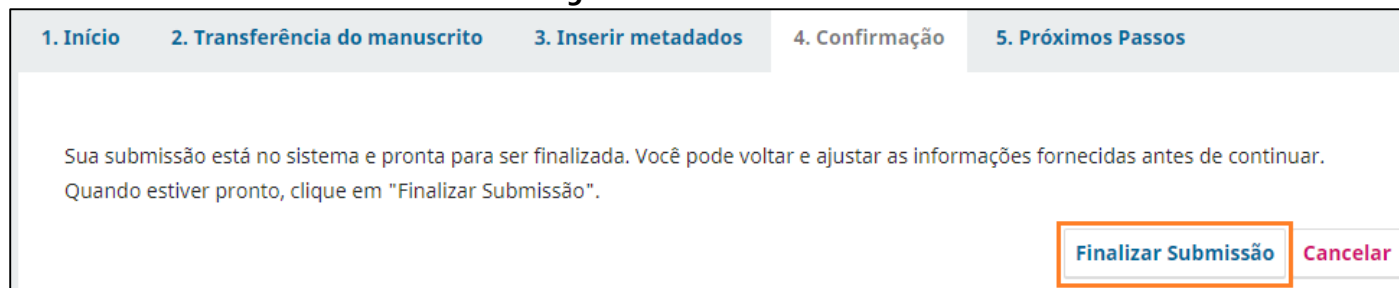 1. Início 2. Transferência do manuscrito 3. Inserir metadados 4. Confirmação 5. Próximos Passos
Sua submissão está no sistema e pronta para ser finalizada. Você pode voltar e ajustar as informações fornecidas antes de continuar.
Quando estiver pronto, clique em "Finalizar Submissão".
Finalizar Submissão Cancelar